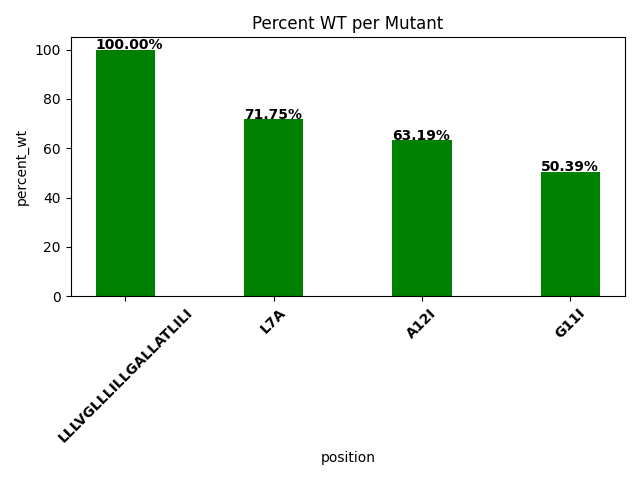 Percent WT per Mutant
percent_wt
100
80
60
40
20
0
100.00%
71.75%
63.19%
50.39%
LLLVGLLLILLGALLATLILI
L7A
A12I
G11I
position